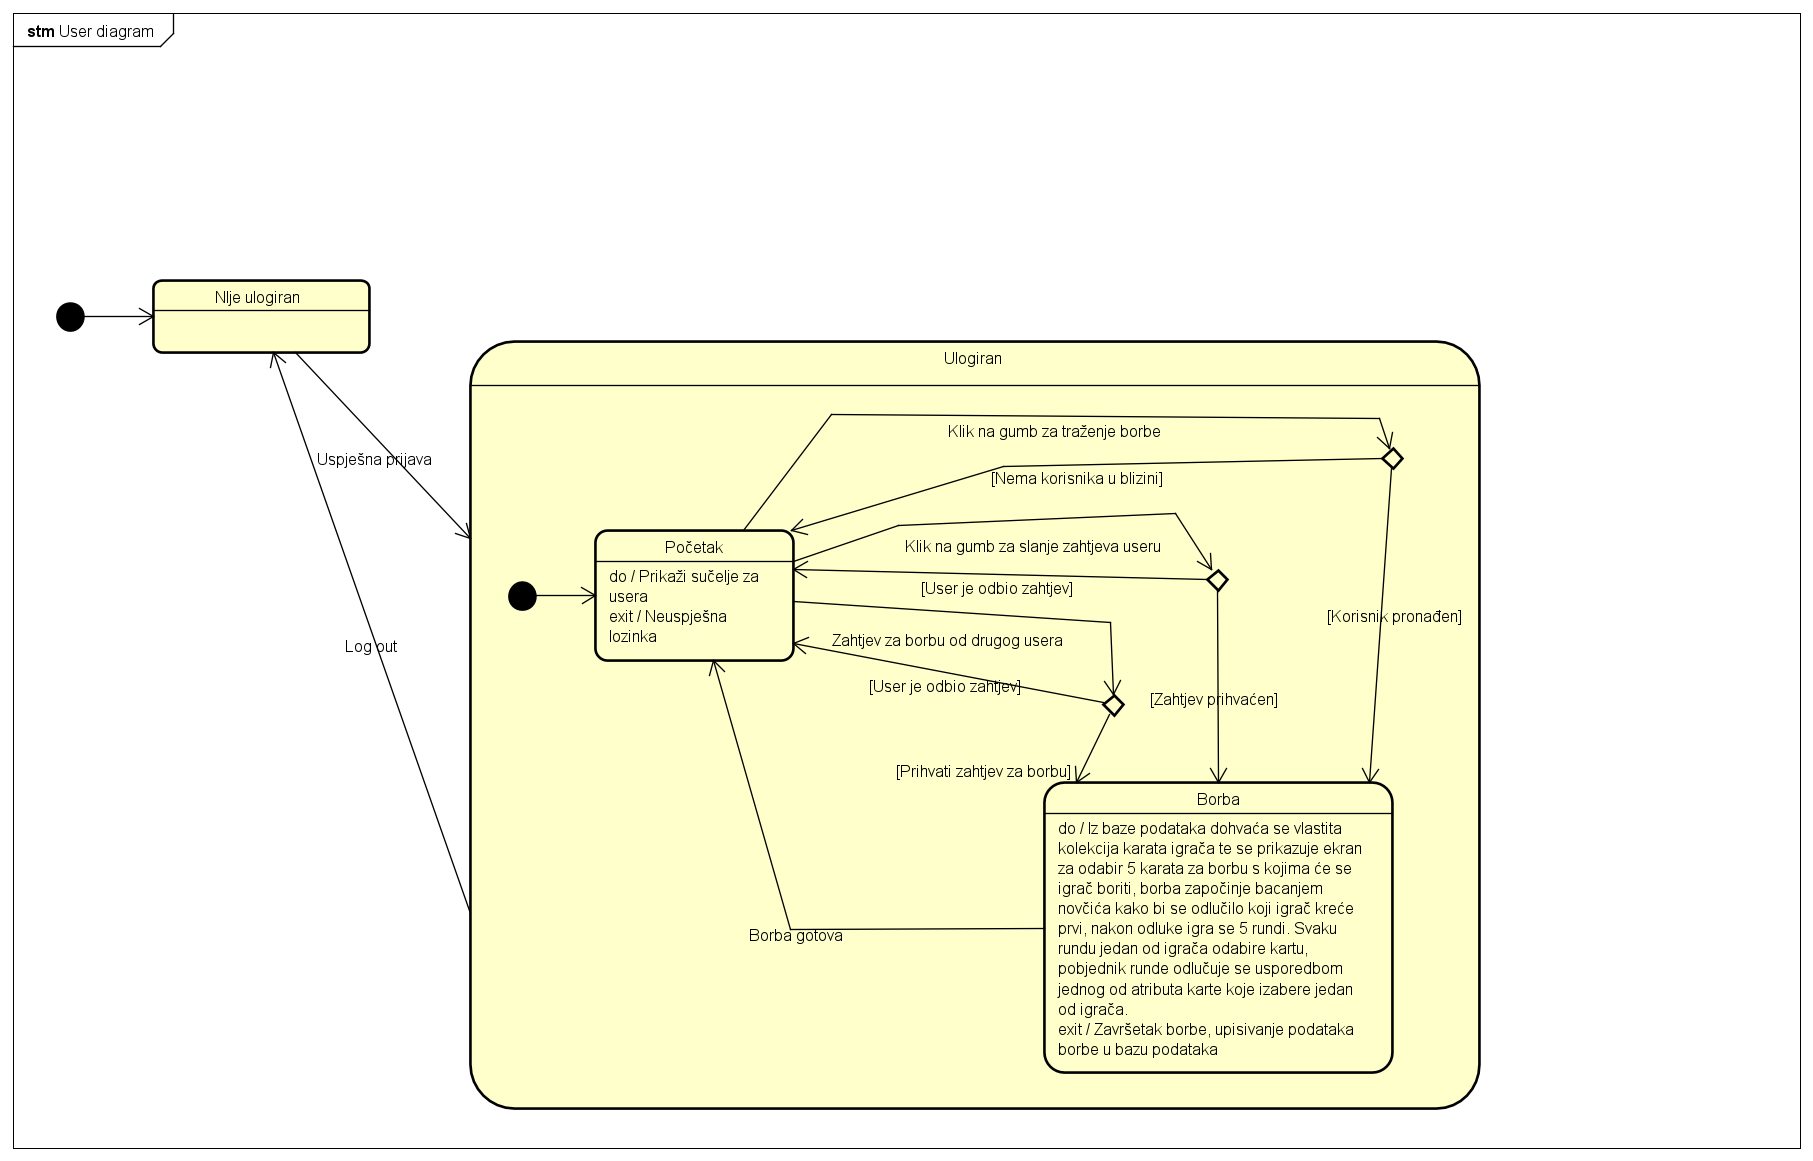 stm User diagram
NIje ulogiran
Ulogiran
Klik na gumb za traženje borbe
Uspješna prijava
[Nema korisnika u blizini]
Početak
Klik na gumb za slanje zahtjeva useru
do / Prikaži sučelje za
usera
exit / Neuspješna
lozinka
[User je odbio zahtjev]
[Korisnik pronađen]
Zahtjev za borbu od drugog usera
Log out
[User je odbio zahtjev]
[Zahtjev prihvaćen]
[Prihvati zahtjev za borbu]
Borba
do / Iz baze podataka dohvaća se vlastita
kolekcija karata igrača te se prikazuje ekran
za odabir 5 karata za borbu s kojima će se
igrač boriti, borba započinje bacanjem
novčića kako bi se odlučilo koji igrač kreće
prvi, nakon odluke igra se 5 rundi. Svaku
rundu jedan od igrača odabire kartu,
pobjednik runde odlučuje se usporedbom
jednog od atributa karte koje izabere jedan
od igrača.
exit / Završetak borbe, upisivanje podataka
borbe u bazu podataka
Borba gotova